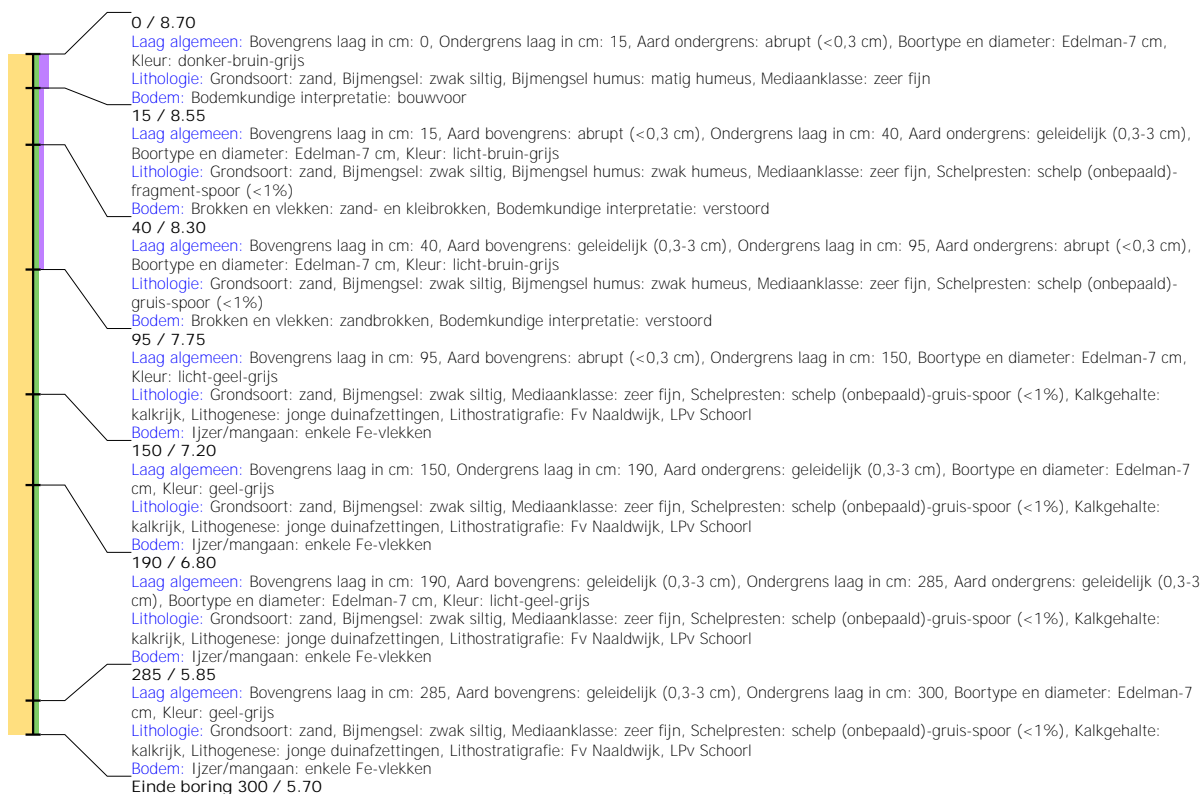 0 / 8.70
Laag algemeen: Bovengrens laag in cm: 0, Ondergrens laag in cm: 15, Aard ondergrens: abrupt (<0,3 cm), Boortype en diameter: Edelman-7 cm,
Kleur: donker-bruin-grijs
Lithologie: Grondsoort: zand, Bijmengsel: zwak siltig, Bijmengsel humus: matig humeus, Mediaanklasse: zeer fijn
Bodem: Bodemkundige interpretatie: bouwvoor
15 / 8.55
Laag algemeen: Bovengrens laag in cm: 15, Aard bovengrens: abrupt (<0,3 cm), Ondergrens laag in cm: 40, Aard ondergrens: geleidelijk (0,3-3 cm),
Boortype en diameter: Edelman-7 cm, Kleur: licht-bruin-grijs
Lithologie: Grondsoort: zand, Bijmengsel: zwak siltig, Bijmengsel humus: zwak humeus, Mediaanklasse: zeer fijn, Schelpresten: schelp (onbepaald)-
fragment-spoor (<1%)
Bodem: Brokken en vlekken: zand- en kleibrokken, Bodemkundige interpretatie: verstoord
40 / 8.30
Laag algemeen: Bovengrens laag in cm: 40, Aard bovengrens: geleidelijk (0,3-3 cm), Ondergrens laag in cm: 95, Aard ondergrens: abrupt (<0,3 cm),
Boortype en diameter: Edelman-7 cm, Kleur: licht-bruin-grijs
Lithologie: Grondsoort: zand, Bijmengsel: zwak siltig, Bijmengsel humus: zwak humeus, Mediaanklasse: zeer fijn, Schelpresten: schelp (onbepaald)-
gruis-spoor (<1%)
Bodem: Brokken en vlekken: zandbrokken, Bodemkundige interpretatie: verstoord
95 / 7.75
Laag algemeen: Bovengrens laag in cm: 95, Aard bovengrens: abrupt (<0,3 cm), Ondergrens laag in cm: 150, Boortype en diameter: Edelman-7 cm,
Kleur: licht-geel-grijs
Lithologie: Grondsoort: zand, Bijmengsel: zwak siltig, Mediaanklasse: zeer fijn, Schelpresten: schelp (onbepaald)-gruis-spoor (<1%), Kalkgehalte:
kalkrijk, Lithogenese: jonge duinafzettingen, Lithostratigrafie: Fv Naaldwijk, LPv Schoorl
Bodem: Ijzer/mangaan: enkele Fe-vlekken
150 / 7.20
Laag algemeen: Bovengrens laag in cm: 150, Ondergrens laag in cm: 190, Aard ondergrens: geleidelijk (0,3-3 cm), Boortype en diameter: Edelman-7
cm, Kleur: geel-grijs
Lithologie: Grondsoort: zand, Bijmengsel: zwak siltig, Mediaanklasse: zeer fijn, Schelpresten: schelp (onbepaald)-gruis-spoor (<1%), Kalkgehalte:
kalkrijk, Lithogenese: jonge duinafzettingen, Lithostratigrafie: Fv Naaldwijk, LPv Schoorl
Bodem: Ijzer/mangaan: enkele Fe-vlekken
190 / 6.80
Laag algemeen: Bovengrens laag in cm: 190, Aard bovengrens: geleidelijk (0,3-3 cm), Ondergrens laag in cm: 285, Aard ondergrens: geleidelijk (0,3-3
cm), Boortype en diameter: Edelman-7 cm, Kleur: licht-geel-grijs
Lithologie: Grondsoort: zand, Bijmengsel: zwak siltig, Mediaanklasse: zeer fijn, Schelpresten: schelp (onbepaald)-gruis-spoor (<1%), Kalkgehalte:
kalkrijk, Lithogenese: jonge duinafzettingen, Lithostratigrafie: Fv Naaldwijk, LPv Schoorl
Bodem: Ijzer/mangaan: enkele Fe-vlekken
285 / 5.85
Laag algemeen: Bovengrens laag in cm: 285, Aard bovengrens: geleidelijk (0,3-3 cm), Ondergrens laag in cm: 300, Boortype en diameter: Edelman-7
cm, Kleur: geel-grijs
Lithologie: Grondsoort: zand, Bijmengsel: zwak siltig, Mediaanklasse: zeer fijn, Schelpresten: schelp (onbepaald)-gruis-spoor (<1%), Kalkgehalte:
kalkrijk, Lithogenese: jonge duinafzettingen, Lithostratigrafie: Fv Naaldwijk, LPv Schoorl
Bodem: Ijzer/mangaan: enkele Fe-vlekken
Einde boring 300 / 5.70